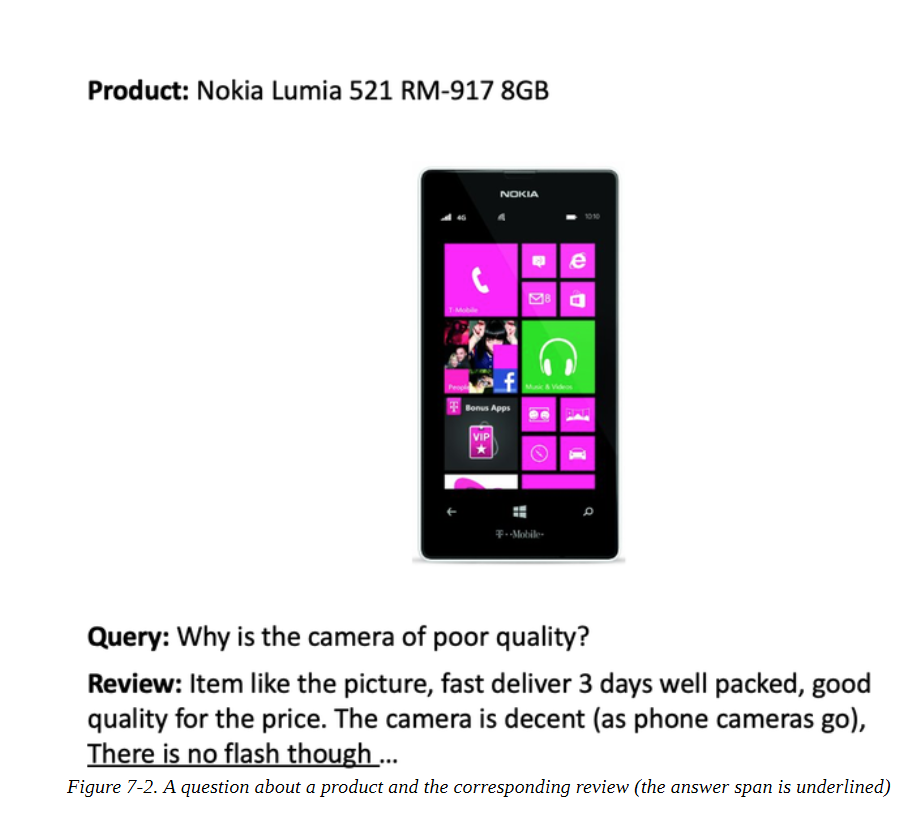 Product: Nokia Lumia 521 RM-917 8GB
NOKIA
4G
1010
T-Mobile
8
People
Music & Videos
Bonus Apps
VIP
T··Mobile·
Query: Why is the camera of poor quality?
Review: Item like the picture, fast deliver 3 days well packed, good
quality for the price. The camera is decent (as phone cameras go),
There is no flash though ...
Figure 7-2. A question about a product and the corresponding review (the answer span is underlined)